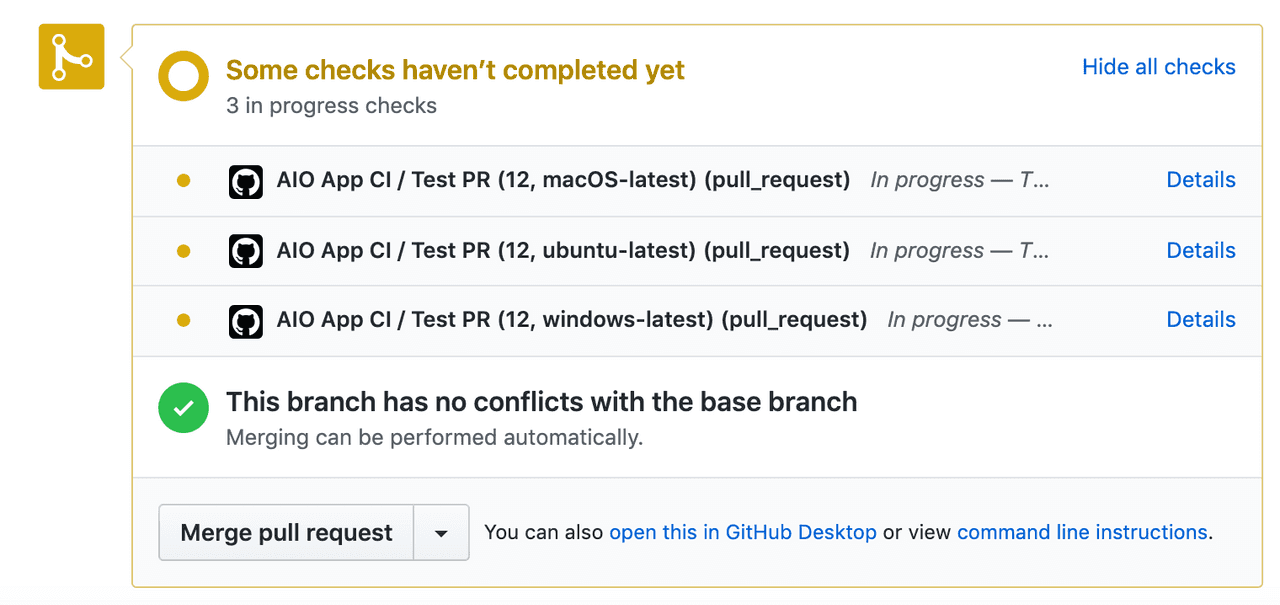 Some checks haven’t completed yet
Hide all checks
3 in progress checks
AIO App CI / Test PR (12, macOS-latest) (pull_request) In progress — T... Details
AIO App CI / Test PR (12, ubuntu-latest) (pull_request) In progress — T... Details
AIO App CI / Test PR (12, windows-latest) (pull_request) In progress — ... Details
This branch has no conflicts with the base branch
Merging can be performed automatically.
Merge pull request You can also open this in GitHub Desktop or view command line instructions.